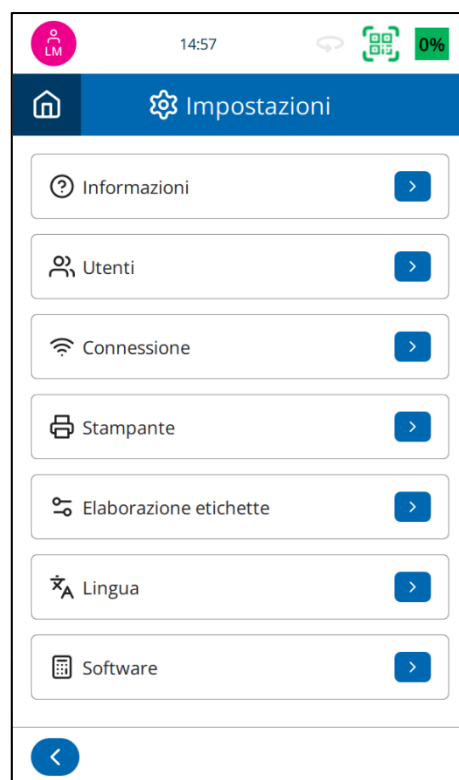 LM
14:57
0%
Impostazioni
Informazioni
Utenti
Connessione
Stampante
Elaborazione etichette
Lingua
Software